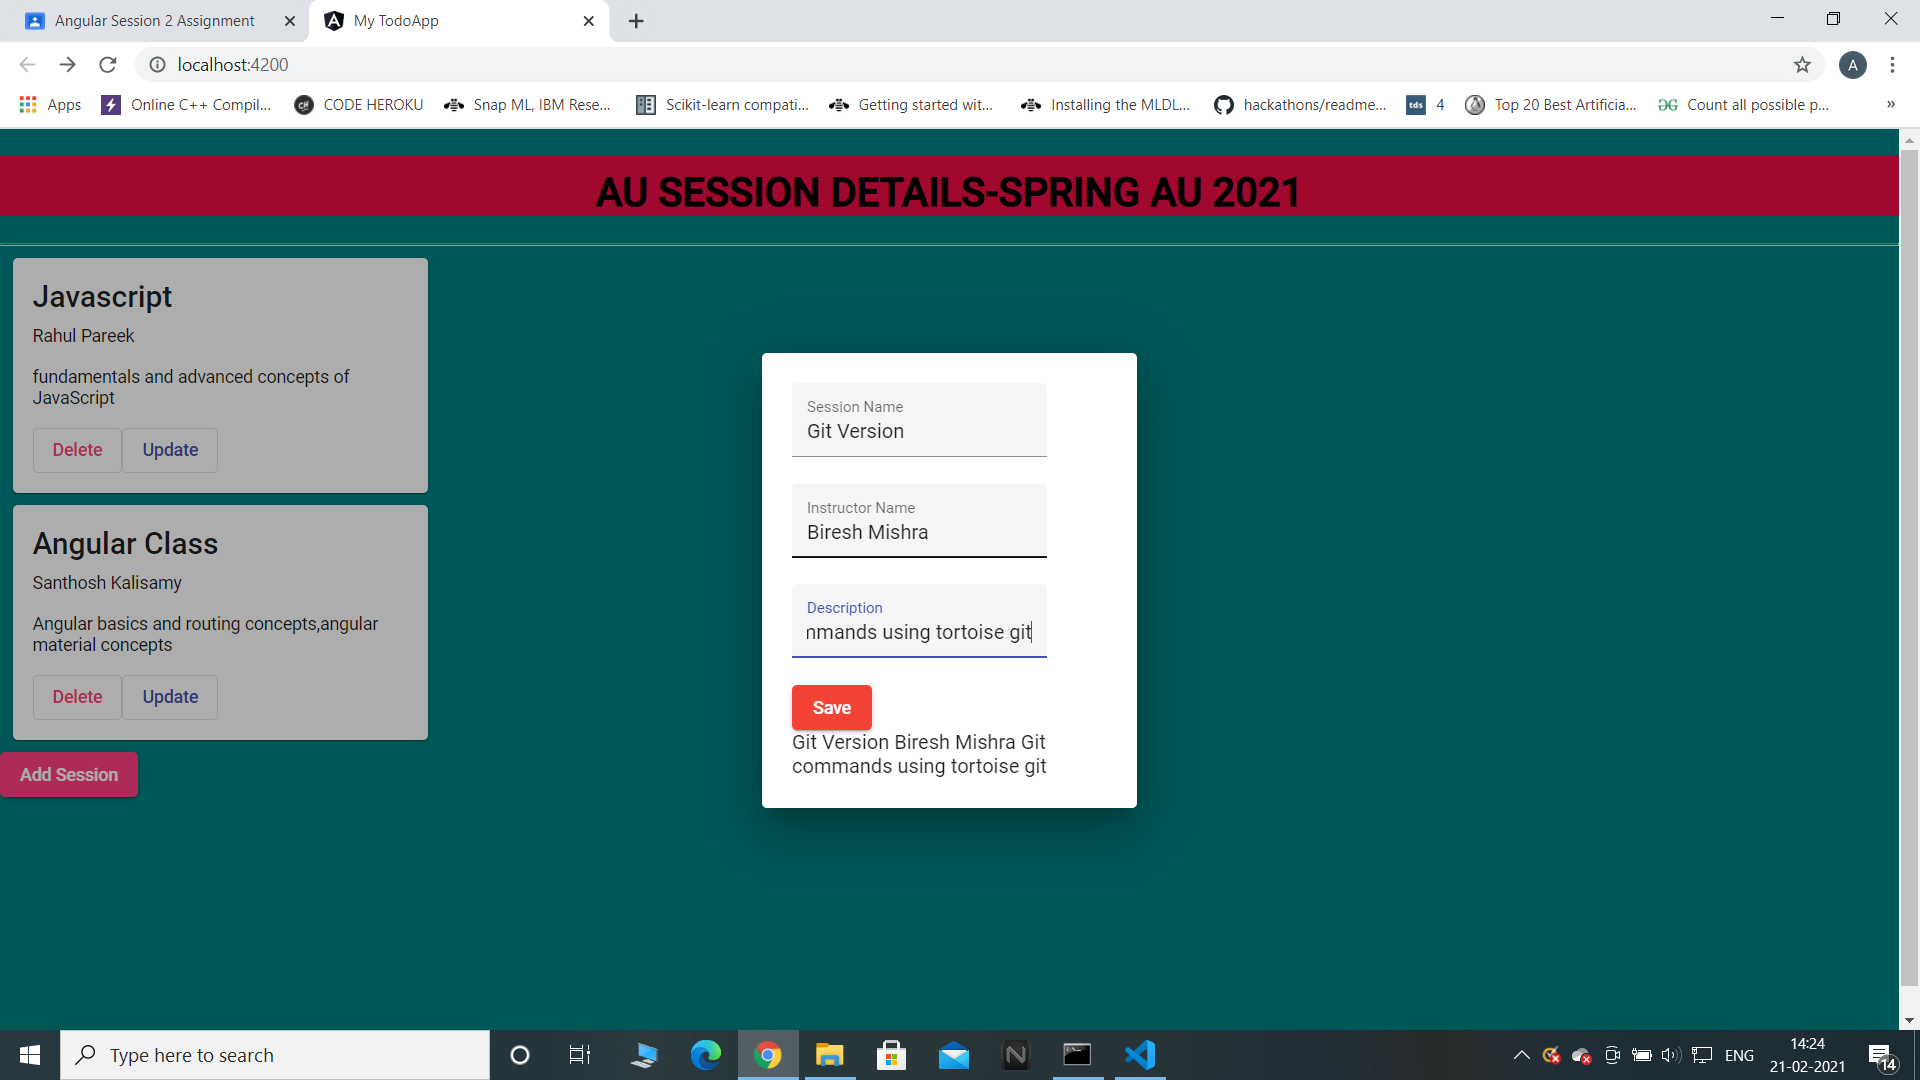 Angular Session 2 Assignment
My TodoApp
localhost:4200
A
Apps
Online C++ Compil...
CODE HEROKU
Snap ML, IBM Rese...
Scikit-learn compati...
Getting started wit...
Installing the MLDL...
hackathons/readme...
tds
4
Top 20 Best Artificia...
Count all possible p...
»
AU SESSION DETAILS-SPRING AU 2021
Javascript
Rahul Pareek
fundamentals and advanced concepts of
JavaScript
Delete
Update
Angular Class
Santhosh Kalisamy
Angular basics and routing concepts,angular
material concepts
Delete
Update
Add Session
Session Name
Git Version
Instructor Name
Biresh Mishra
Description
mmands using tortoise git
Save
Git Version Biresh Mishra Git
commands using tortoise git
Type here to search
ENG
14:24
21-02-2021
14